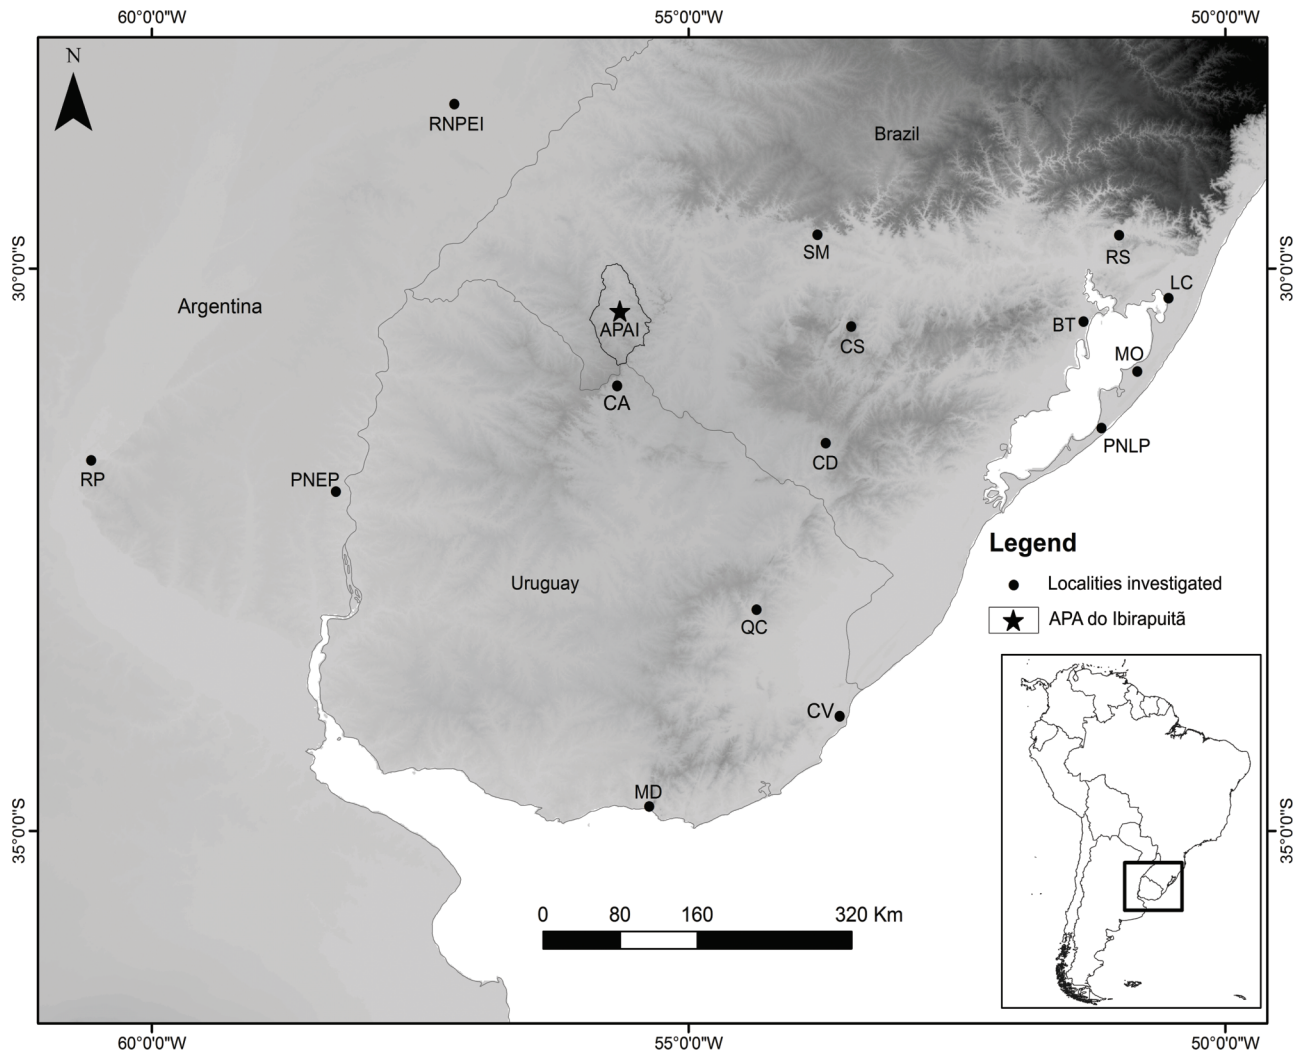 60°0'0"W 55°0'0"W 50°0'0"W
N
RNPEI
Brazil
SM
RS
30°0'0"S
30°0'0"S
LC
Argentina
BT
APAI
CS
MO
CA
PNLP
CD
RP
PNEP
Legend
Localities investigated
Uruguay
APA do Ibirapuitã
QC
CV
MD
35°0'0"S
35°0'0"S
0 80 160 320 Km
60°0'0"W 55°0'0"W 50°0'0"W